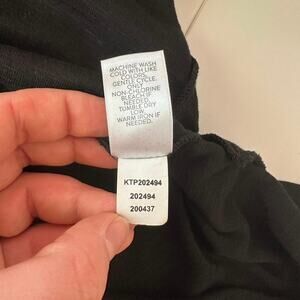 MACHINE WASH
COLD WITH LIKE
COLORS.
GENTLE CYCLE.
ONLY
NON-CHLORINE
BLEACH IF
NEEDED.
TUMBLE DRY
LOW.
WARM IRON IF
NEEDED.
KTP202494
202494
200437